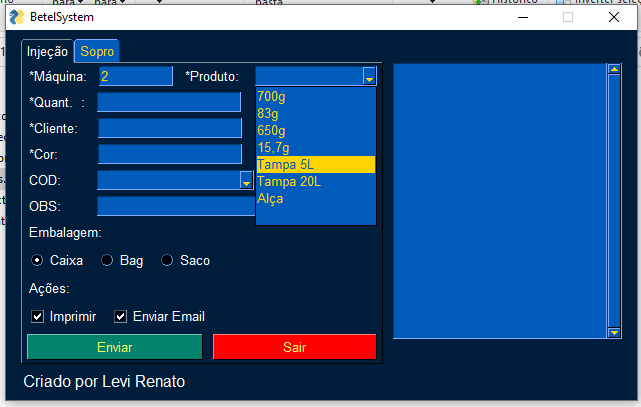 BetelSystem
Injeção Sopro
*Máquina: 2 *Produto:
700g
*Quant. :
83g
*Cliente:
650g
15,7g
*Cor:
Tampa 5L
COD:
Tampa 20L
OBS:
Alça
Embalagem:
Caixa Bag Saco
Ações:
Imprimir Enviar Email
Enviar Sair
Criado por Levi Renato